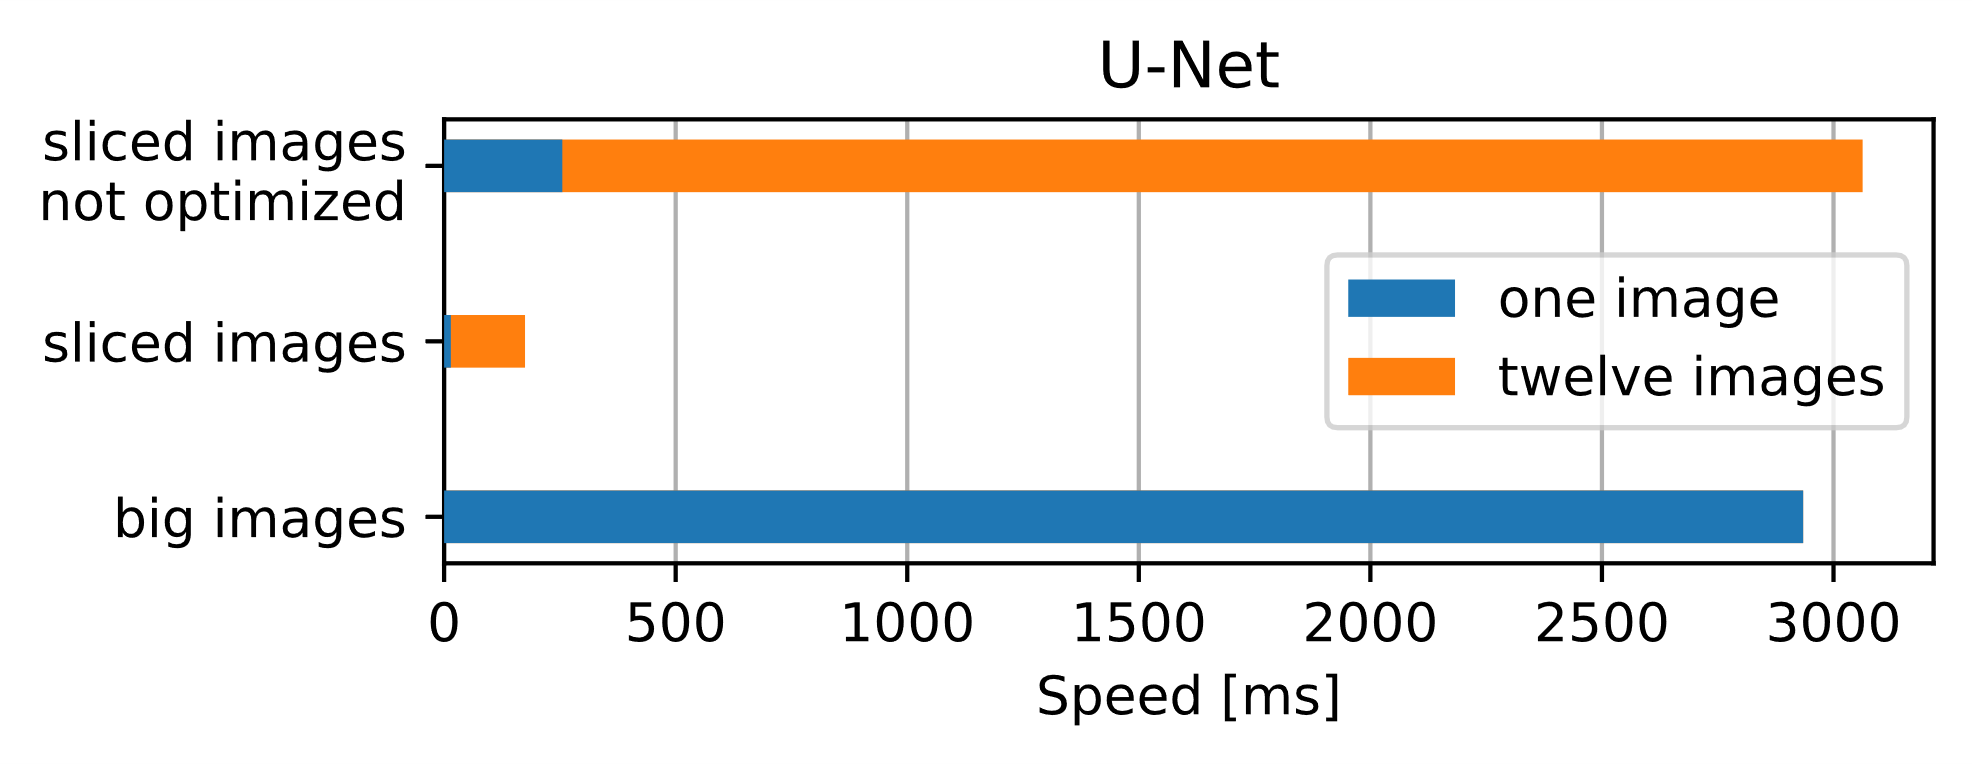 U-Net
sliced images
not optimized
sliced images
big images
one image
twelve images
0 500 1000 1500 2000 2500 3000
Speed [ms]